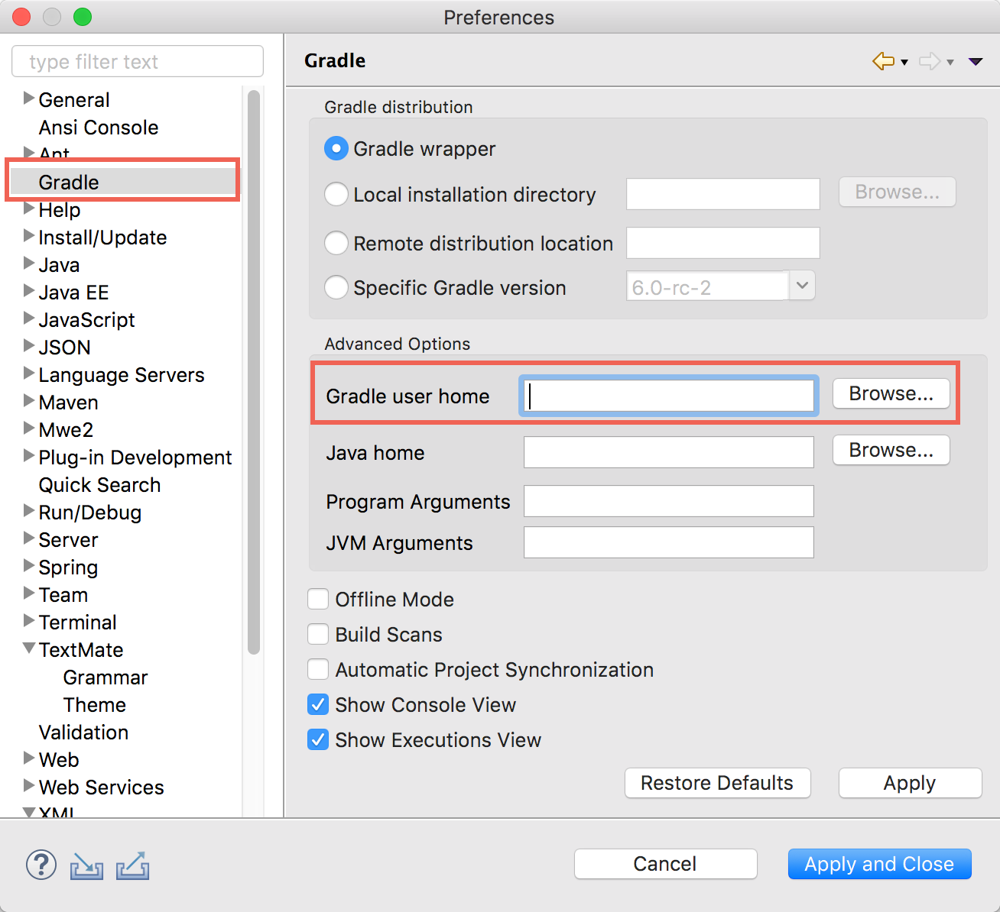 Preferences
type filter text
General
Ansi Console
Ant
Gradle
Help
Install/Update
Java
Java EE
JavaScript
JSON
Language Servers
Maven
Mwe2
Plug-in Development
Quick Search
Run/Debug
Server
Spring
Team
Terminal
TextMate
Grammar
Theme
Validation
Web
Web Services
XML
Gradle
Gradle distribution
Gradle wrapper
Local installation directory
Browse...
Remote distribution location
Specific Gradle version
6.0-rc-2
Advanced Options
Gradle user home
Browse...
Java home
Browse...
Program Arguments
JVM Arguments
Offline Mode
Build Scans
Automatic Project Synchronization
Show Console View
Show Executions View
Restore Defaults
Apply
?
Cancel
Apply and Close